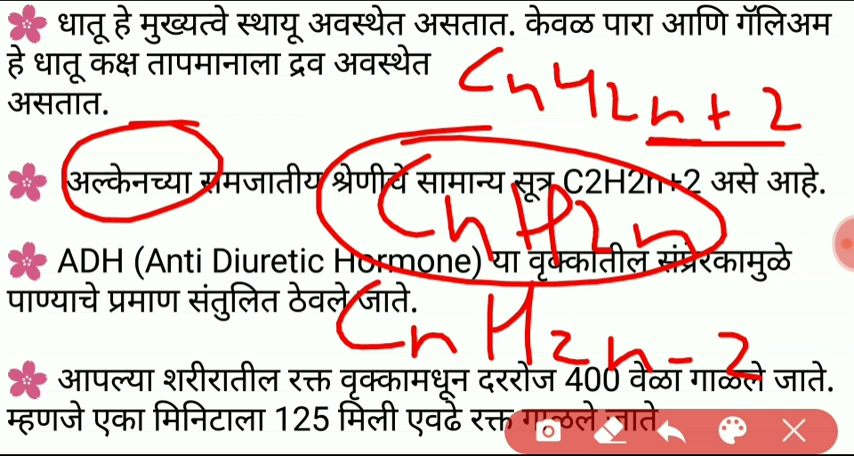 धातू हे मुख्यत्वे स्थायू अवस्थेत असतात. केवळ पारा आणि गॅलिअम
हे धातू कक्ष तापमानाला द्रव अवस्थेत
असतात.
CnH2n+2
अल्केनच्या समजातीय श्रेणीचे सामान्य सूत्र C2H2n+2 असे आहे.
CnH2n
ADH (Anti Diuretic Hormone) या वृक्कातील संप्रेरकामुळे
पाण्याचे प्रमाण संतुलित ठेवले जाते.
CnH2n-2
आपल्या शरीरातील रक्त वृक्कामधून दररोज 400 वेळा गाळले जाते.
म्हणजे एका मिनिटाला 125 मिली एवढे रक्त गाळले जाते